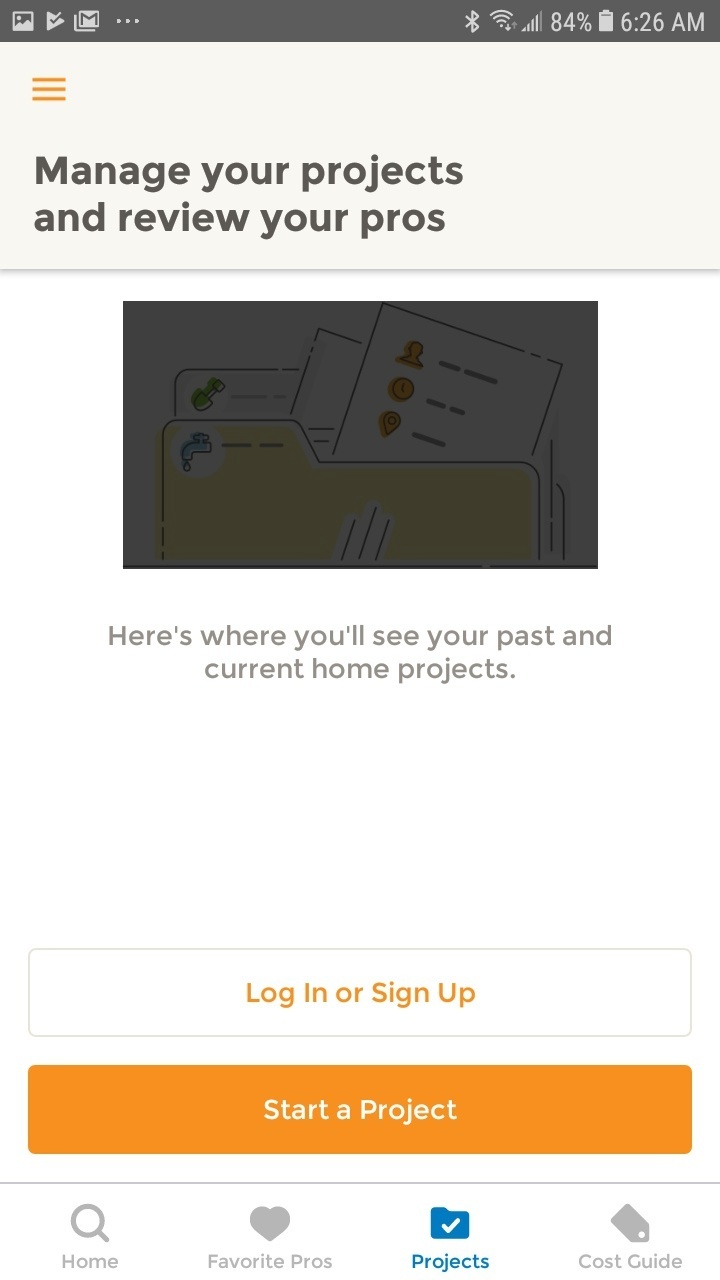 84% 6:26 AM
Manage your projects
and review your pros
Here's where you'll see your past and
current home projects.
Log In or Sign Up
Start a Project
Home Favorite Pros Projects Cost Guide